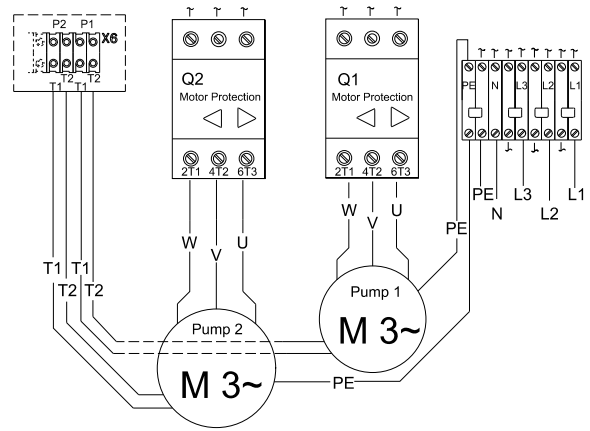 P2 P1
X6
T2 T2
T1 T1
Q2
Motor Protection
2T1 4T2 6T3
Q1
Motor Protection
2T1 4T2 6T3
PE N L3 L2 L1
PE L3 L1
N L2
W V U
W V U
PE
T1 T1
T2 T2
Pump 1
M 3~
Pump 2
M 3~
PE